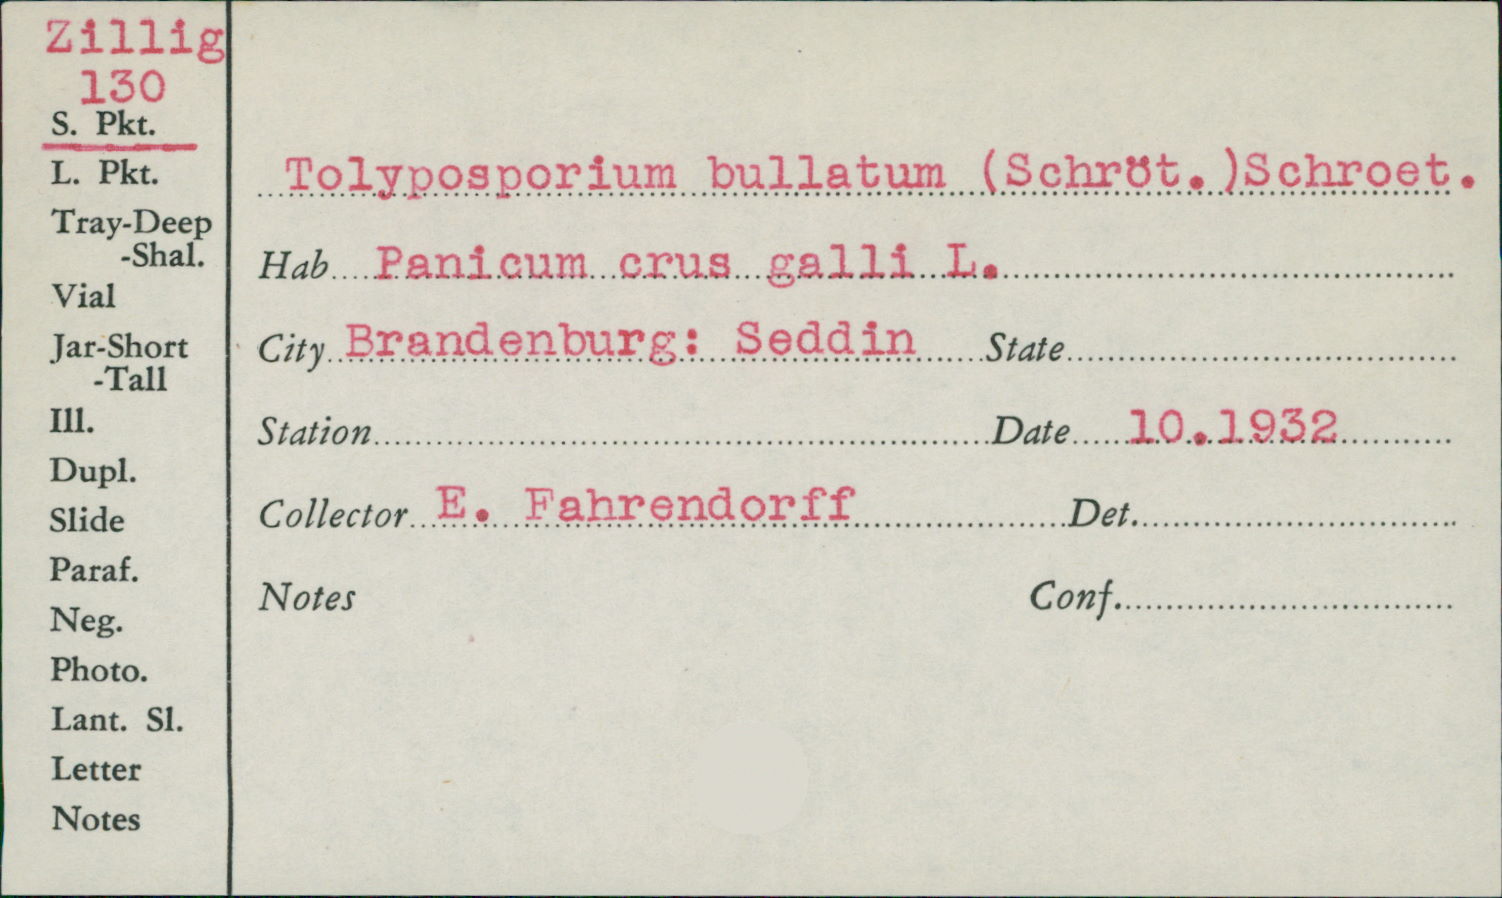 Zillig
130
S. Pkt.
L. Pkt.
Tray-Deep
-Shal.
Vial
Jar-Short
-Tall
Ill.
Dupl.
Slide
Paraf.
Neg.
Photo.
Lant. Sl.
Letter
Notes
Tolyposporium bullatum (Schröt.)Schroet.
Hab Panicum crus galli L.
City Brandenburg: Seddin State
Station Date 10.1932
Collector E. Fahrendorff Det.
Notes Conf.